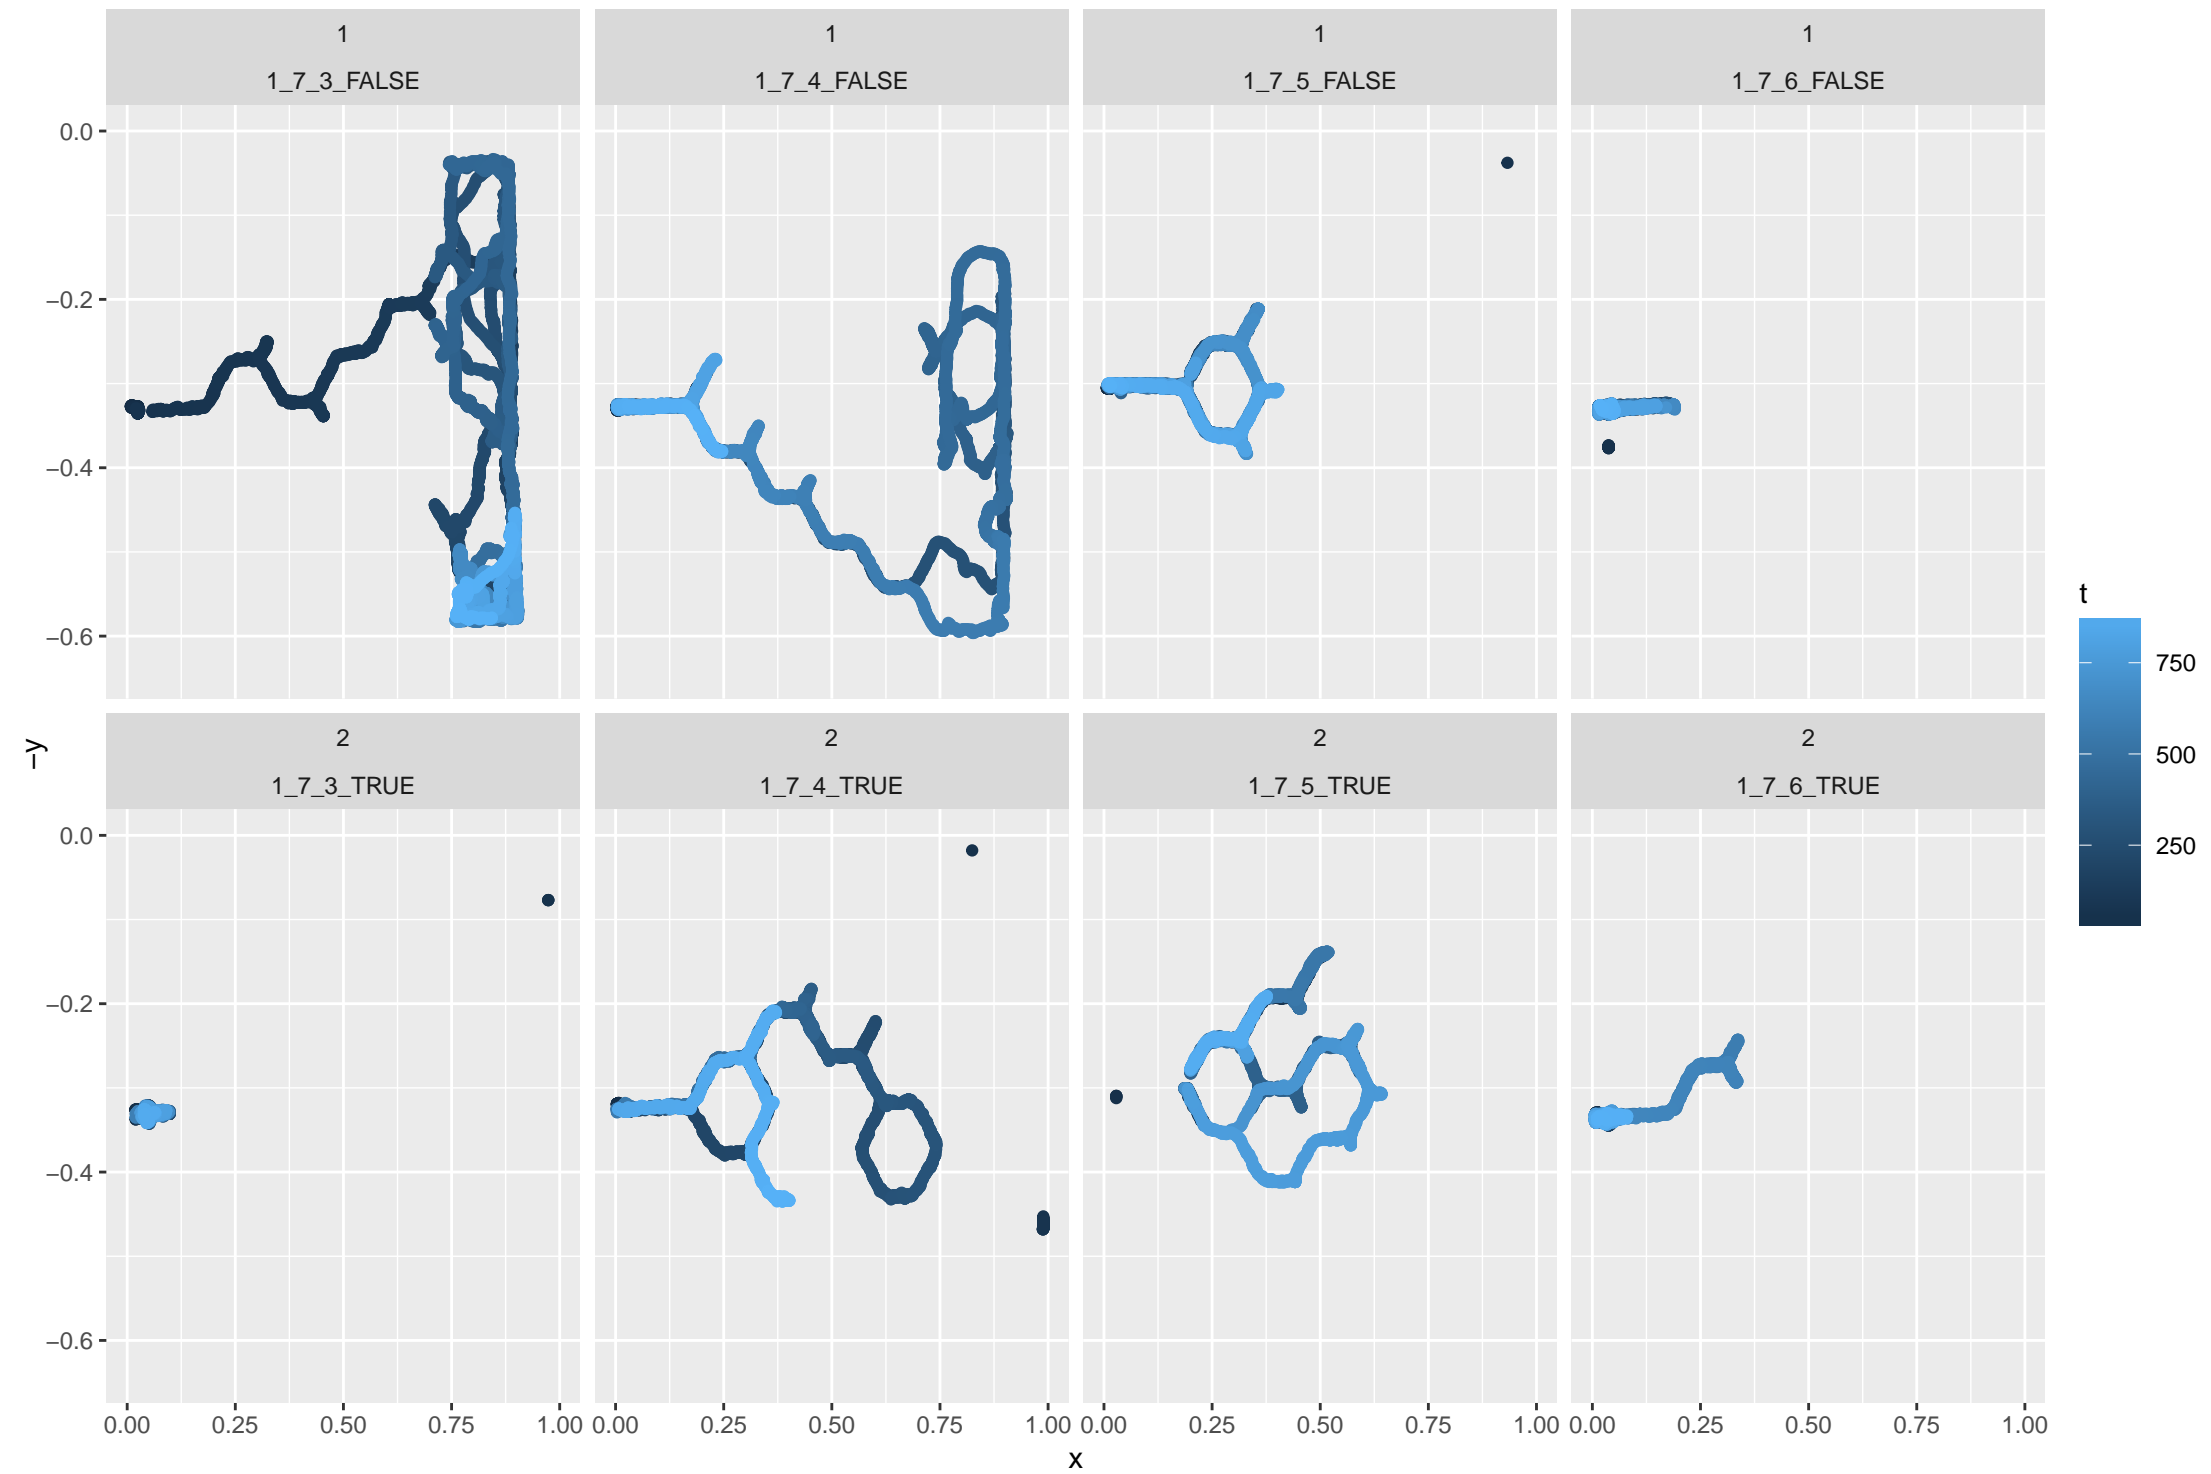 1 1 1 1
1_7_3_FALSE 1_7_4_FALSE 1_7_5_FALSE 1_7_6_FALSE
0.0
−0.2
−0.4
−0.6
2 2 2 2
1_7_3_TRUE 1_7_4_TRUE 1_7_5_TRUE 1_7_6_TRUE
0.0
−0.2
−0.4
−0.6
0.00 0.25 0.50 0.75 1.00 0.00 0.25 0.50 0.75 1.00 0.00 0.25 0.50 0.75 1.00 0.00 0.25 0.50 0.75 1.00
x
−y
t
750
500
250